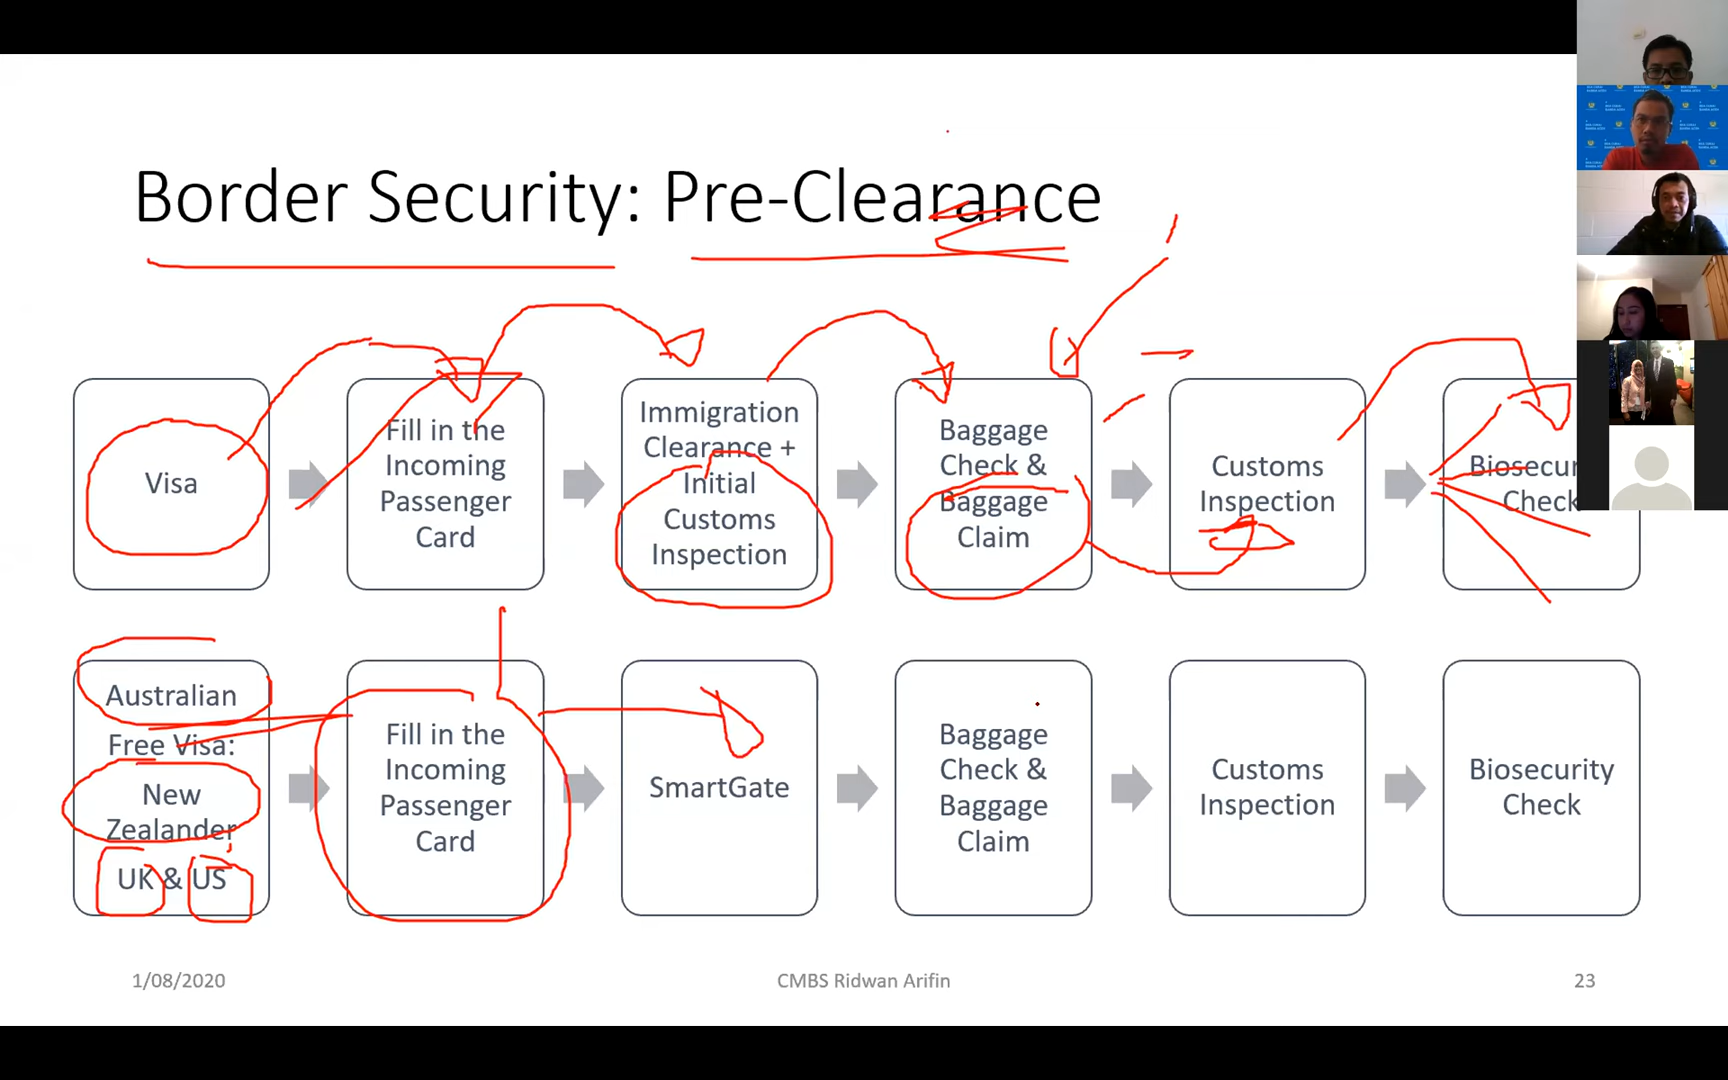 Border Security: Pre-Clearance
Visa
Fill in the
Incoming
Passenger
Card
Immigration
Clearance +
Initial
Customs
Inspection
Baggage
Check &
Baggage
Claim
Customs
Inspection
Biosecur
Check
Australian
Free Visa:
New
Zealander
UK & US
Fill in the
Incoming
Passenger
Card
SmartGate
Baggage
Check &
Baggage
Claim
Customs
Inspection
Biosecurity
Check
1/08/2020
CMBS Ridwan Arifin
23